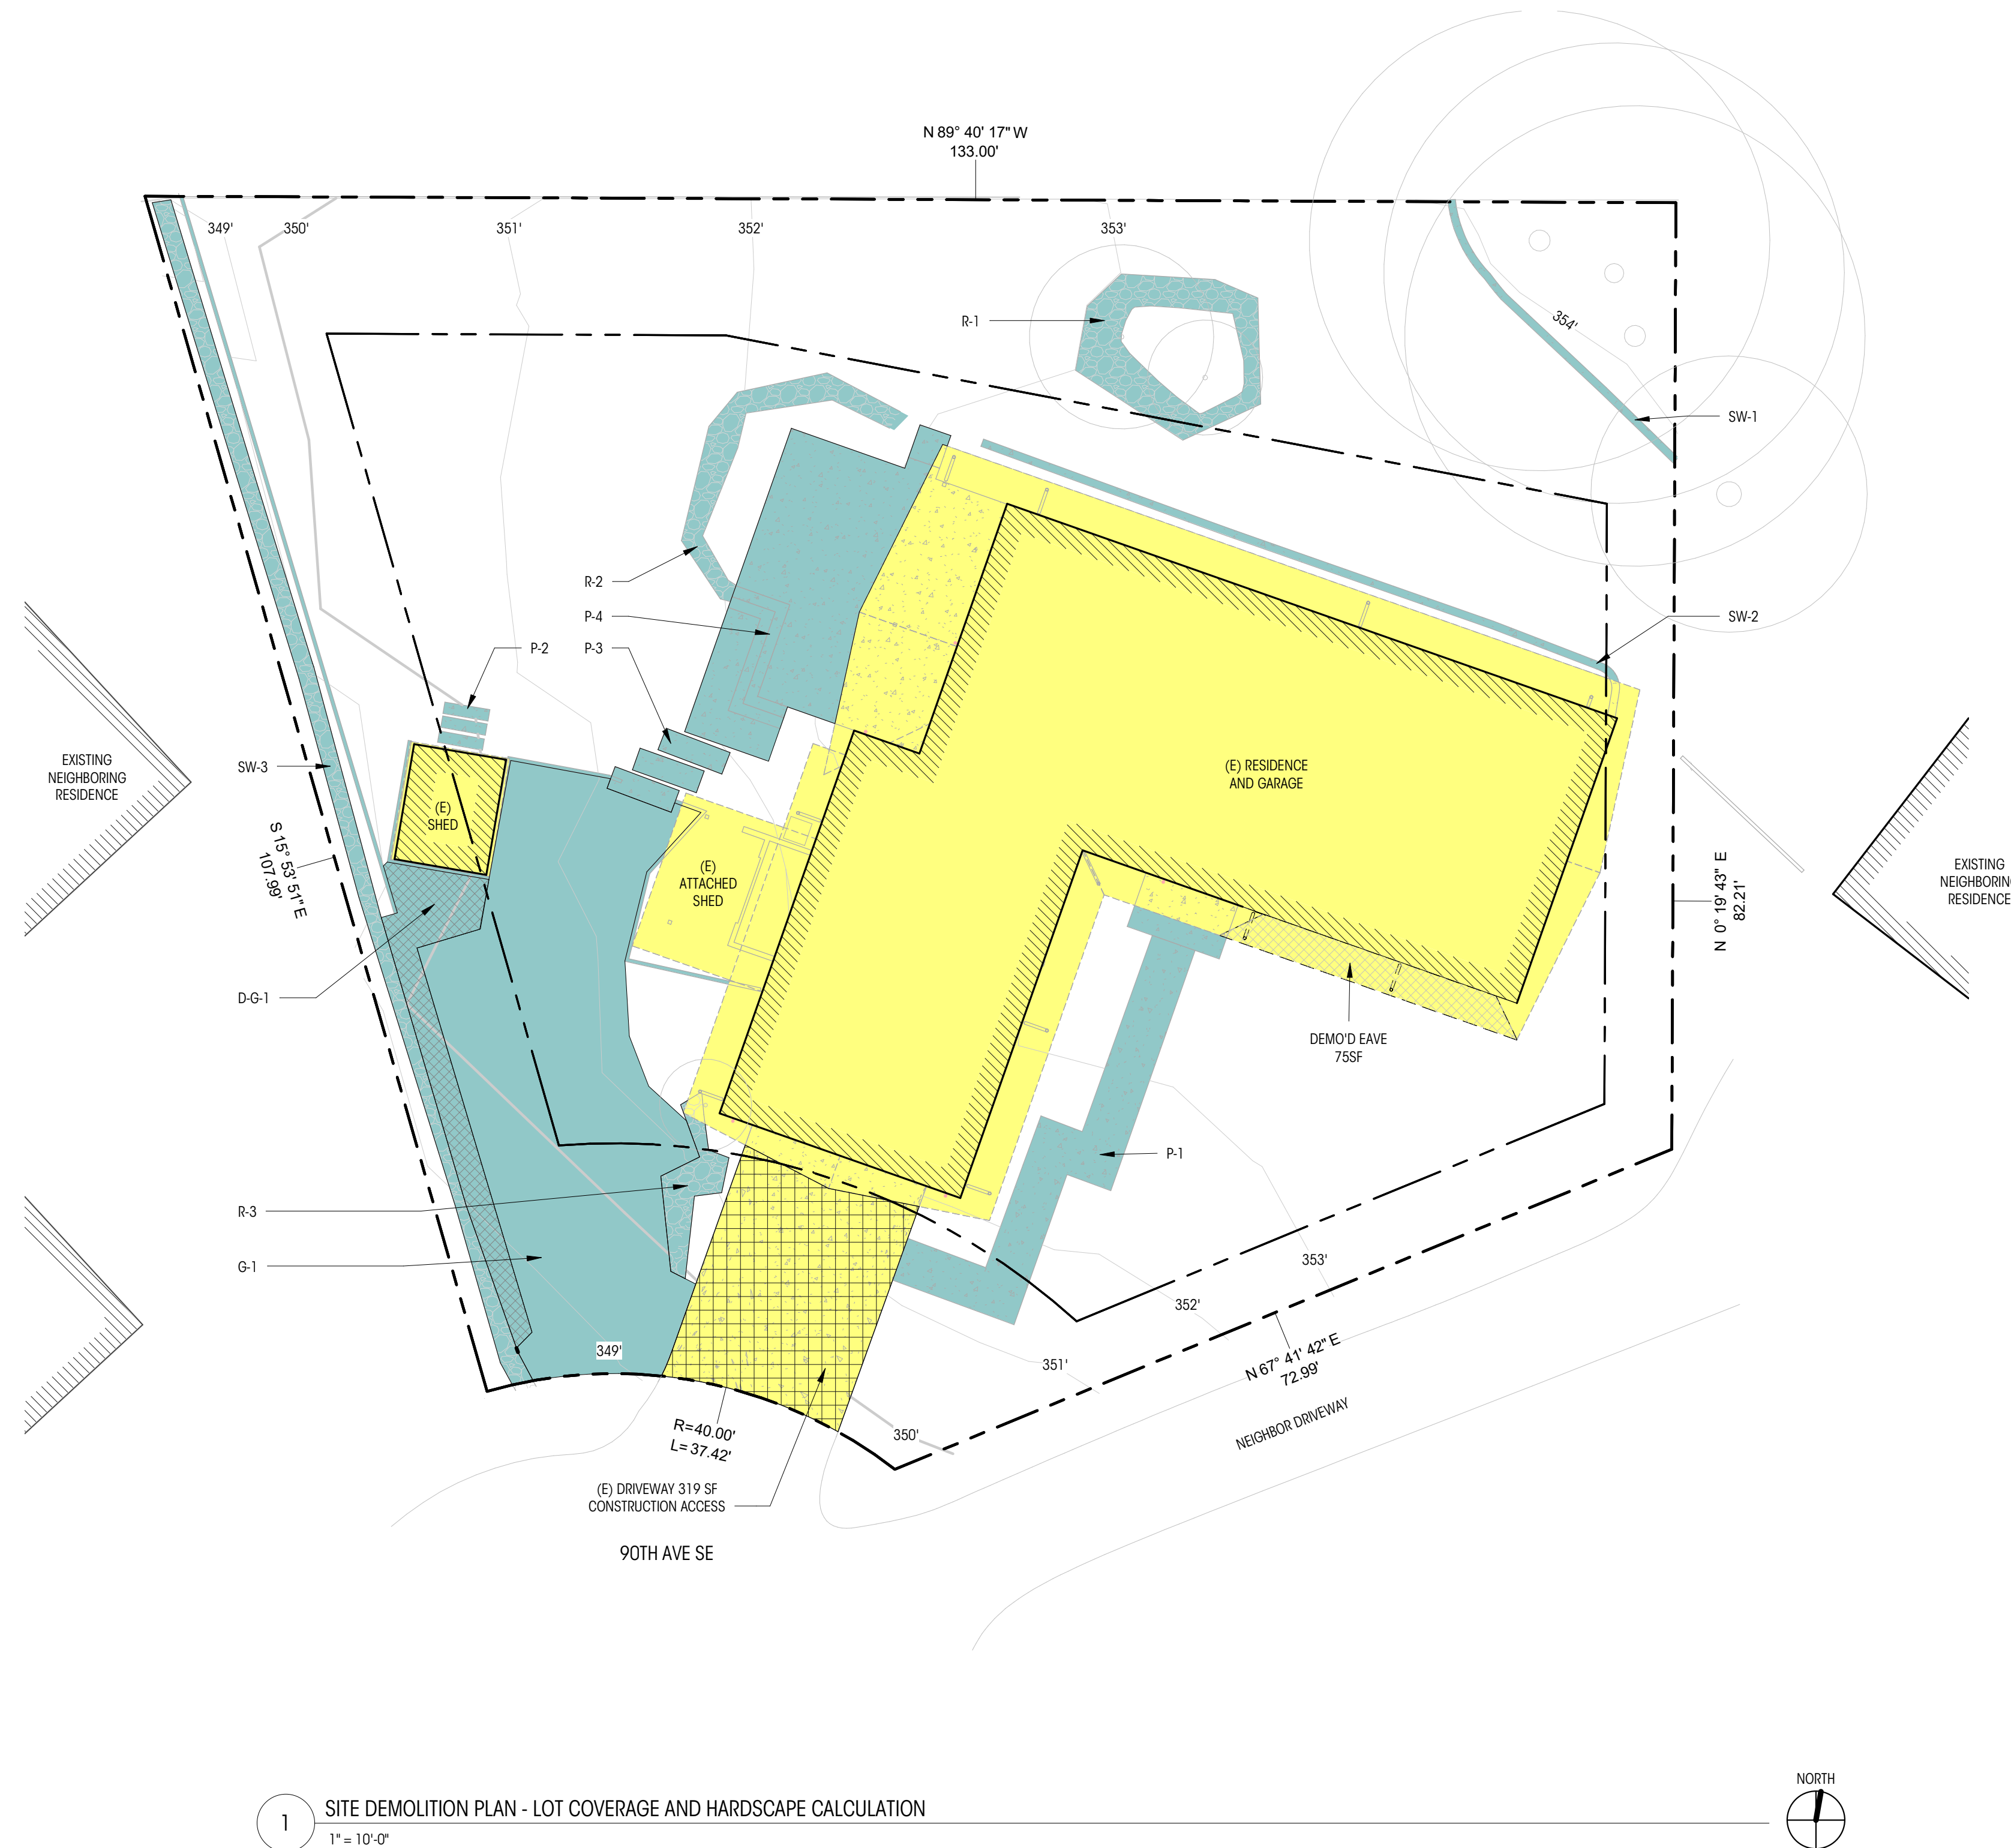 N 89° 40' 17" W
133.00'
349'
350'
351'
352'
353'
R-1
354'
SW-1
R-2
P-4
P-2
P-3
SW-2
EXISTING
NEIGHBORING
RESIDENCE
SW-3
(E) RESIDENCE
AND GARAGE
(E)
SHED
S 15° 53' 51" E
107.99'
(E)
ATTACHED
SHED
N 0° 19' 43" E
82.21'
EXISTING
NEIGHBORING
RESIDENCE
D-G-1
DEMO'D EAVE
75SF
P-1
R-3
G-1
353'
352'
349'
351'
N 67° 41' 42" E
72.99'
NEIGHBOR DRIVEWAY
R=40.00'
L= 37.42'
350'
(E) DRIVEWAY 319 SF
CONSTRUCTION ACCESS
90TH AVE SE
NORTH
1
SITE DEMOLITION PLAN - LOT COVERAGE AND HARDSCAPE CALCULATION
1" = 10'-0"